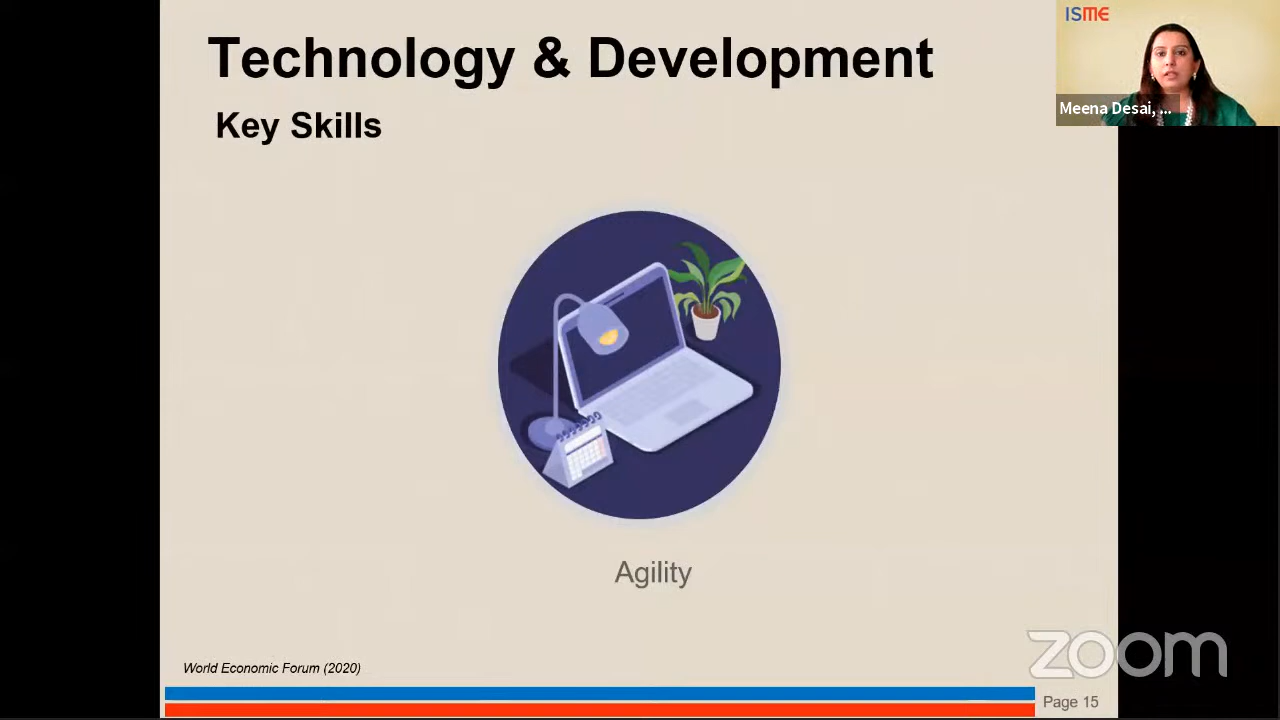 Technology & Development
Key Skills
ISME
Meena Desai, ...
Agility
World Economic Forum (2020)
zoom
Page 15